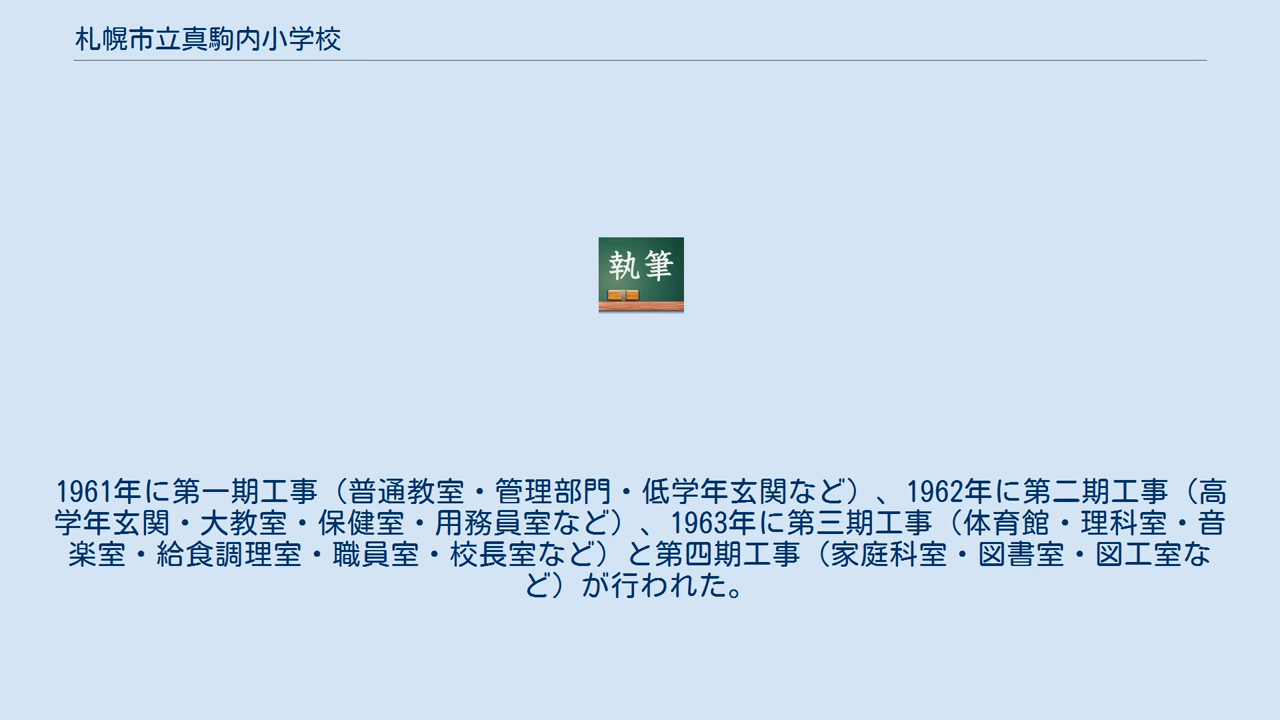 札幌市立真駒内小学校
執筆
1961年に第一期工事（普通教室・管理部門・低学年玄関など）、1962年に第二期工事（高
学年玄関・大教室・保健室・用務員室など）、1963年に第三期工事（体育館・理科室・音
楽室・給食調理室・職員室・校長室など）と第四期工事（家庭科室・図書室・図工室な
ど）が行われた。